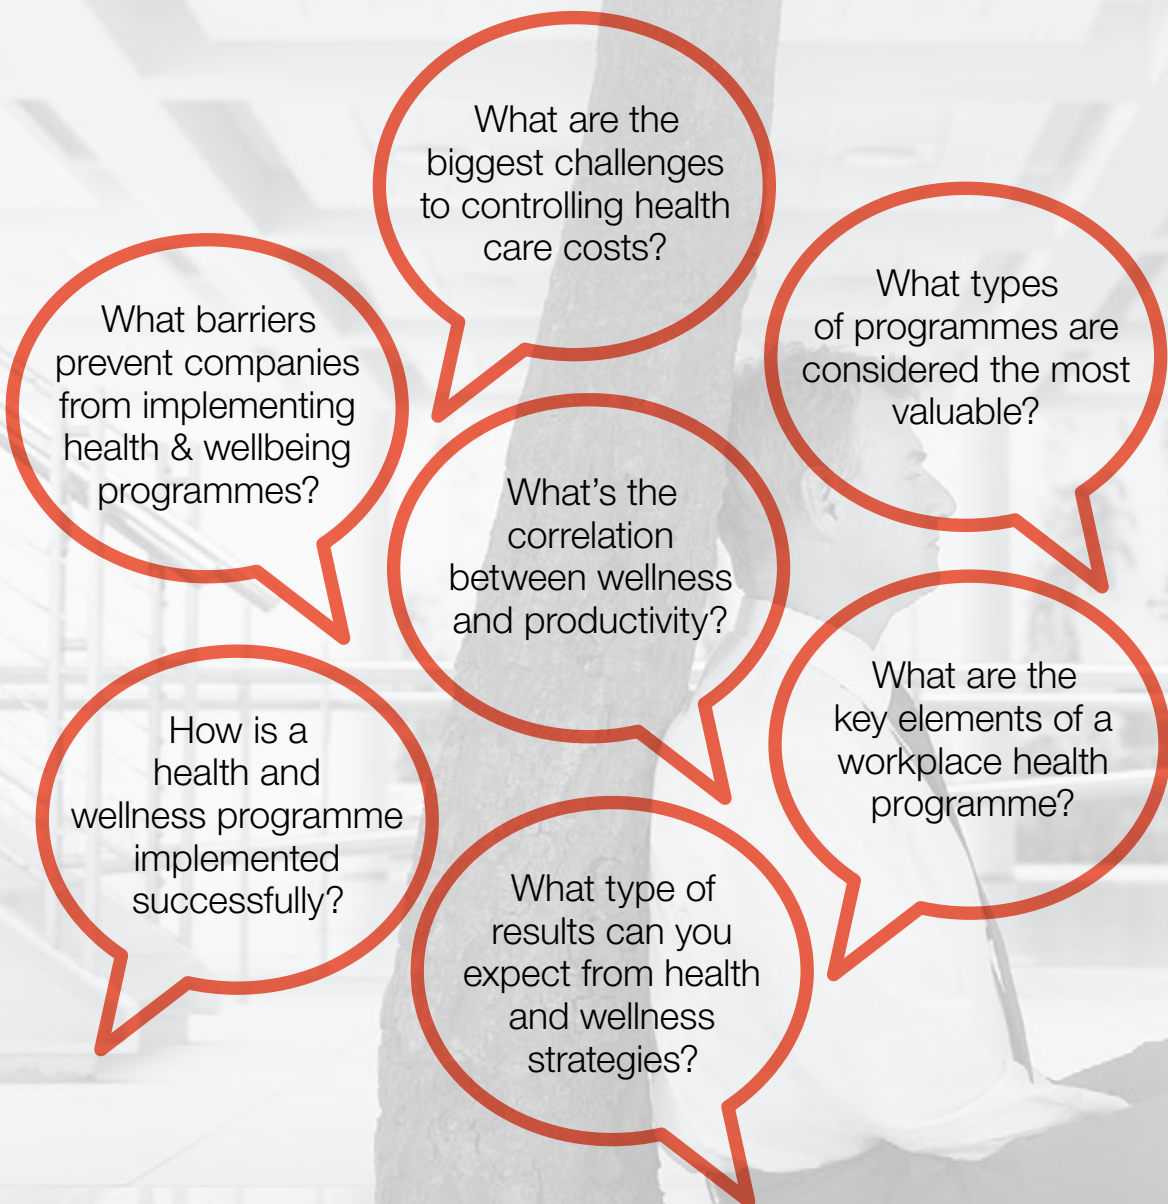 What are the
biggest challenges
to controlling health
care costs?
What types
of programmes are
considered the most
valuable?
What barriers
prevent companies
from implementing
health & wellbeing
programmes?
What’s the
correlation
between wellness
and productivity?
What are the
key elements of a
workplace health
programme?
How is a
health and
wellness programme
implemented
successfully?
What type of
results can you
expect from health
and wellness
strategies?